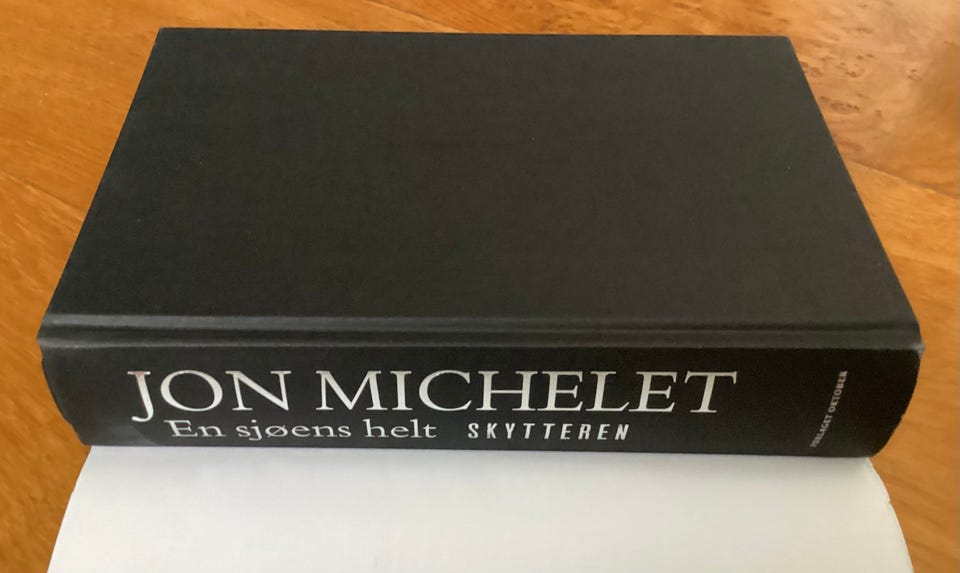 JON MICHELET
En sjøens helt SKYTTEREN
FORLAGET OKTOBER